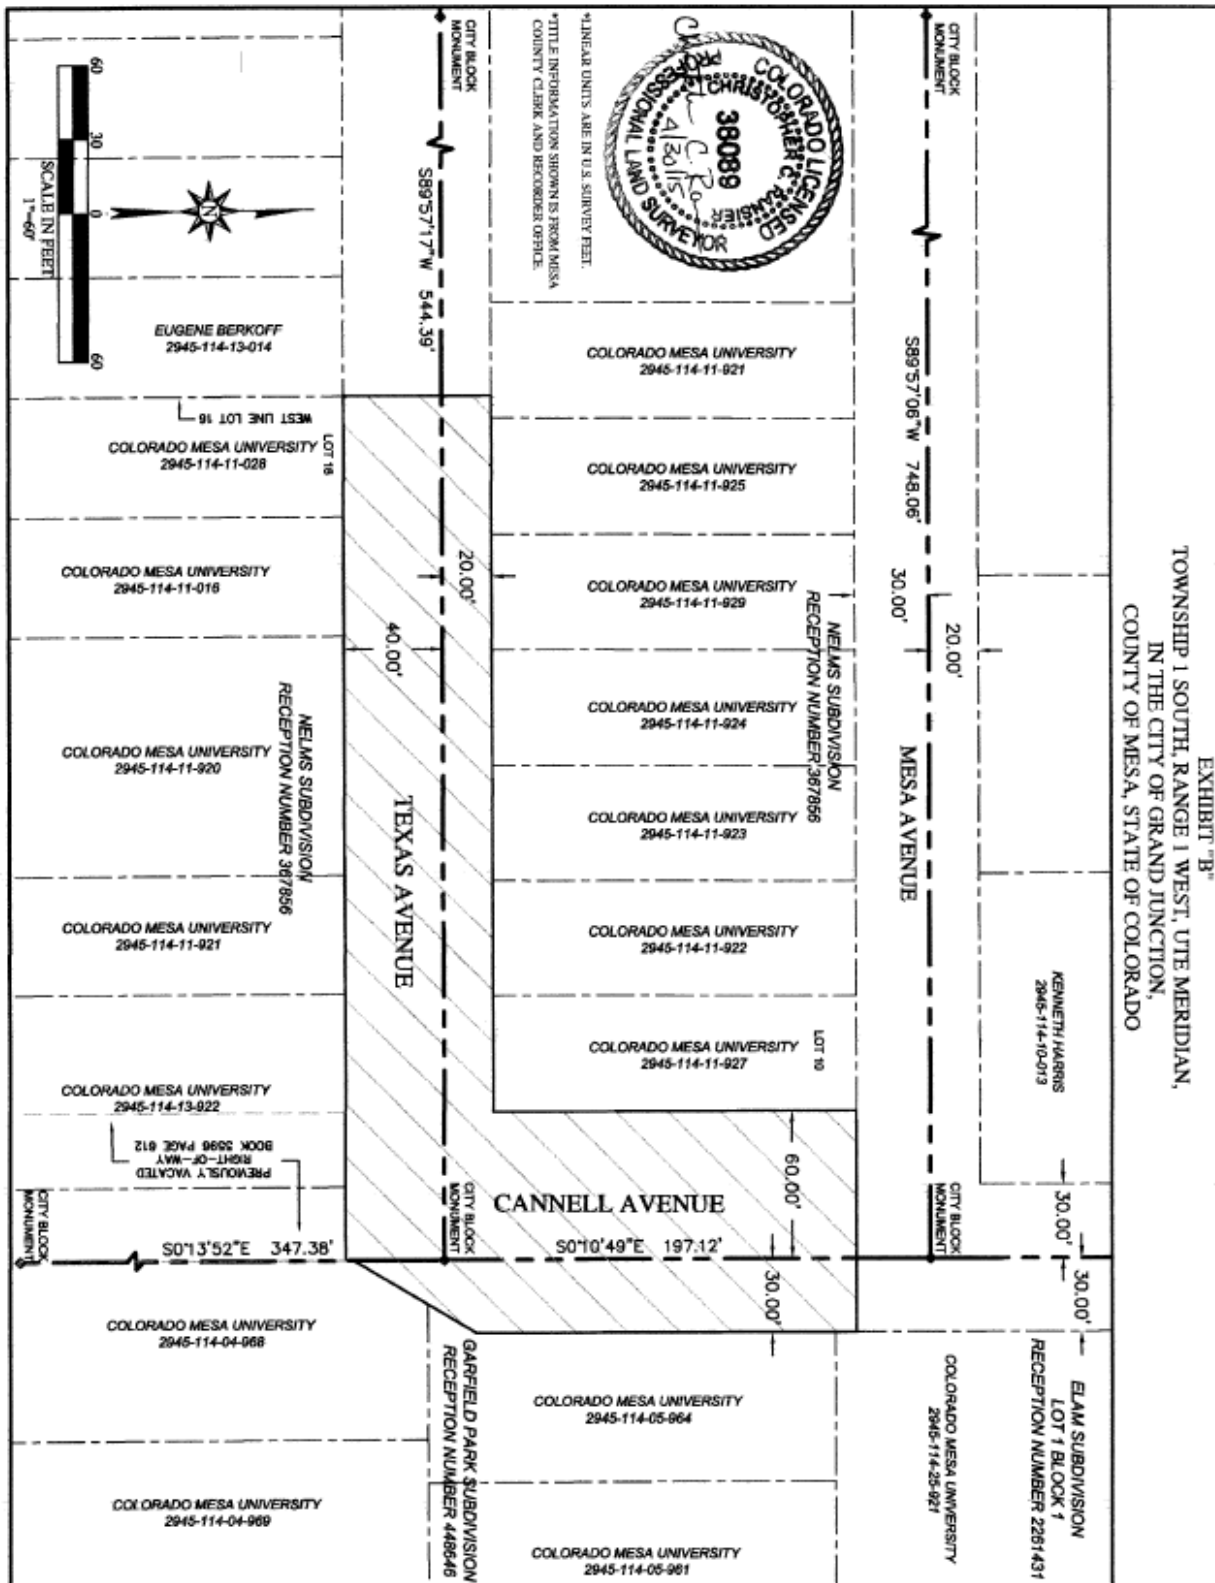 EXHIBIT "B"
TOWNSHIP 1 SOUTH, RANGE 1 WEST, UTE MERIDIAN,
IN THE CITY OF GRAND JUNCTION,
COUNTY OF MESA, STATE OF COLORADO
CITY BLOCK
MONUMENT
S89°57'06"W 748.06'
30.00'
20.00'
MESA AVENUE
KENNETH HARRIS
2945-114-10-013
CITY BLOCK
MONUMENT
30.00'
30.00'
ELAM SUBDIVISION
LOT 1 BLOCK 1
RECEPTION NUMBER 2261431
COLORADO MESA UNIVERSITY
2945-114-25-921
COLORADO LICENSED
PROFESSIONAL LAND SURVEYOR
CHRISTOPHER C. RANSIER
38089
4/30/15
*LINEAR UNITS ARE IN U.S. SURVEY FEET.
*TITLE INFORMATION SHOWN IS FROM MESA
COUNTY CLERK AND RECORDER OFFICE.
COLORADO MESA UNIVERSITY
2945-114-11-921
COLORADO MESA UNIVERSITY
2945-114-11-925
COLORADO MESA UNIVERSITY
2945-114-11-929
NELMS SUBDIVISION
RECEPTION NUMBER 367856
COLORADO MESA UNIVERSITY
2945-114-11-924
COLORADO MESA UNIVERSITY
2945-114-11-923
COLORADO MESA UNIVERSITY
2945-114-11-922
LOT 10
COLORADO MESA UNIVERSITY
2945-114-11-927
60.00'
CANNELL AVENUE
S0°10'49"E 197.12'
30.00'
COLORADO MESA UNIVERSITY
2945-114-05-964
COLORADO MESA UNIVERSITY
2945-114-05-961
CITY BLOCK
MONUMENT
S89°57'17"W 544.39'
20.00'
40.00'
TEXAS AVENUE
CITY BLOCK
MONUMENT
GARFIELD PARK SUBDIVISION
RECEPTION NUMBER 448646
60 30 0 60
SCALE IN FEET
1"=60'
N
EUGENE BERKOFF
2945-114-13-014
WEST LINE LOT 16
LOT 16
COLORADO MESA UNIVERSITY
2945-114-11-028
COLORADO MESA UNIVERSITY
2945-114-11-016
COLORADO MESA UNIVERSITY
2945-114-11-920
NELMS SUBDIVISION
RECEPTION NUMBER 367856
COLORADO MESA UNIVERSITY
2945-114-11-921
COLORADO MESA UNIVERSITY
2945-114-13-922
PREVIOUSLY VACATED
RIGHT-OF-WAY
BOOK 5596 PAGE 612
CITY BLOCK
MONUMENT
S0°13'52"E 347.38'
COLORADO MESA UNIVERSITY
2945-114-04-968
COLORADO MESA UNIVERSITY
2945-114-04-969